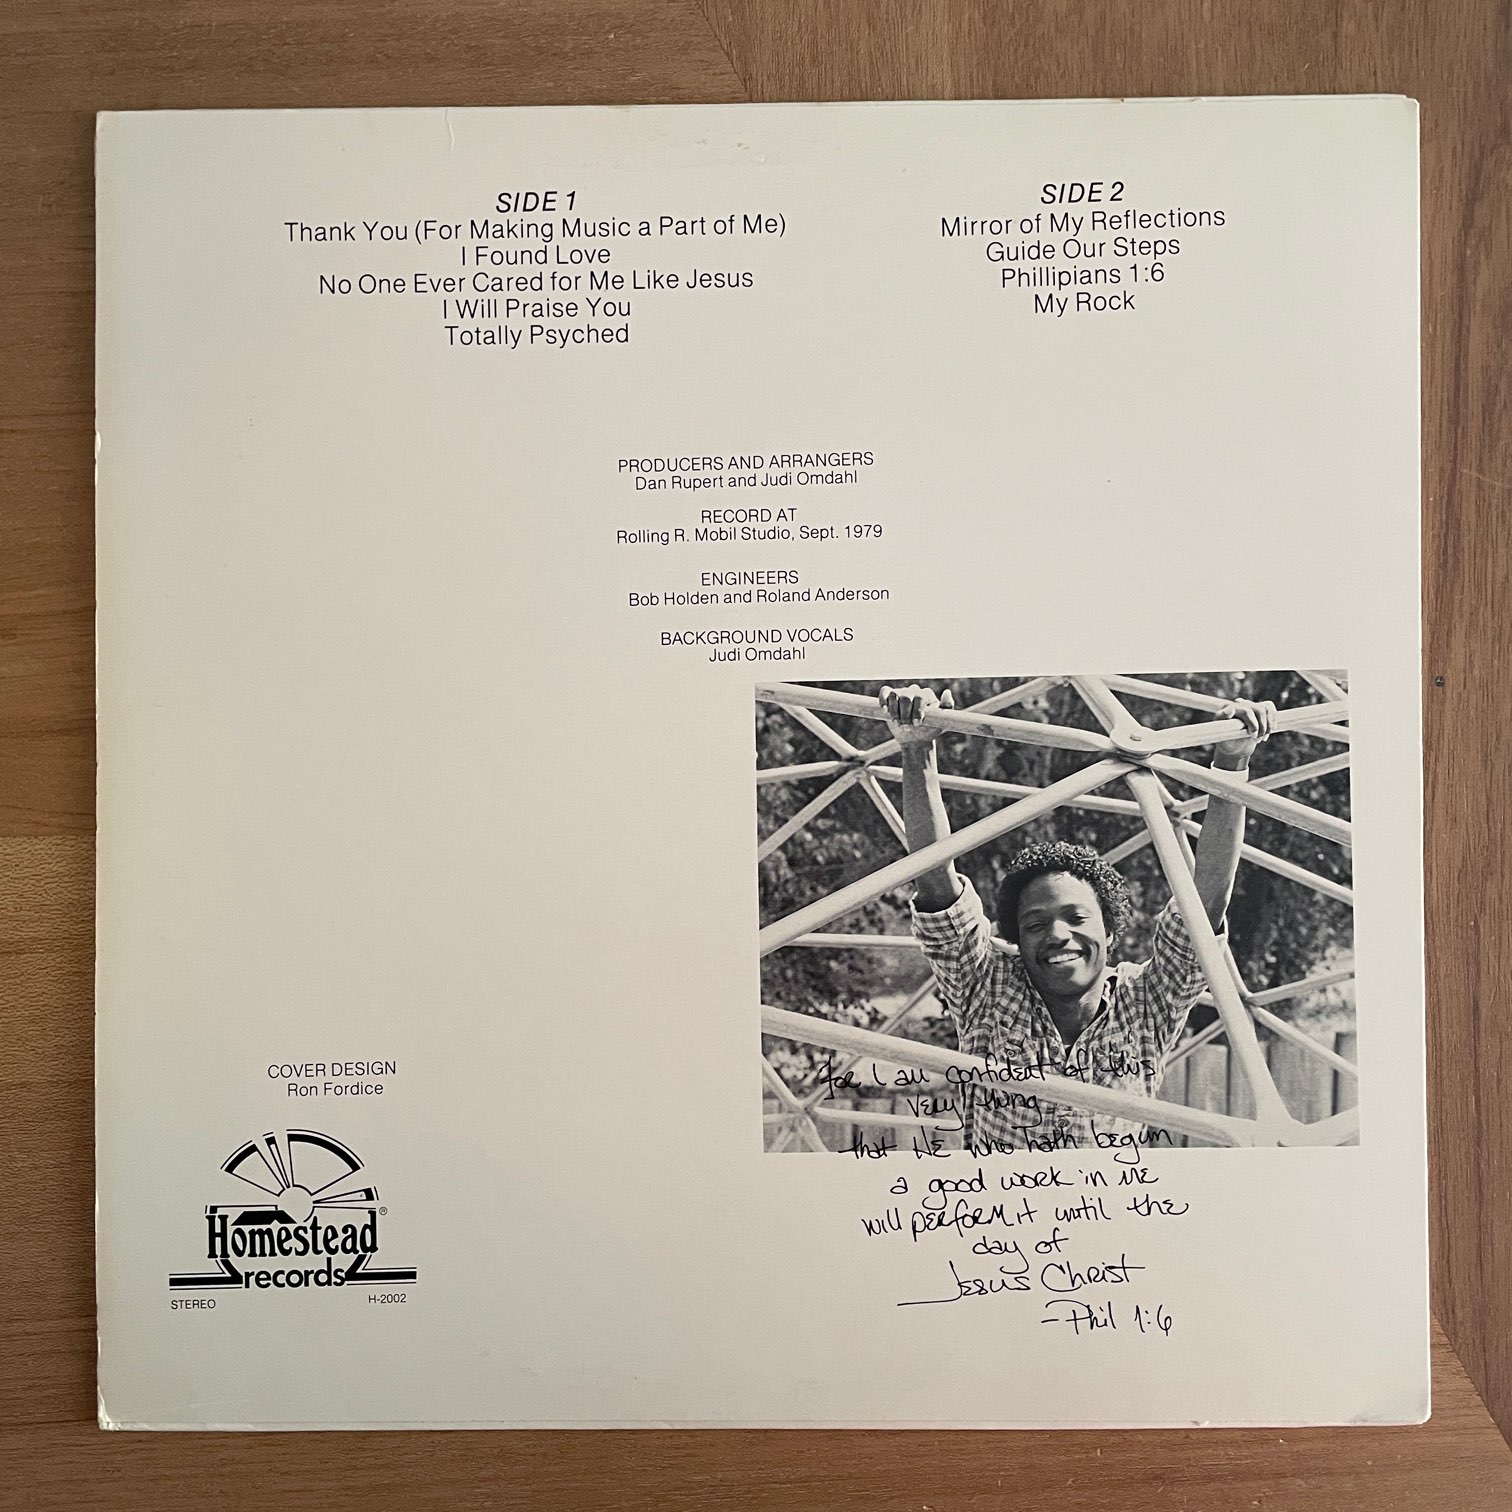 SIDE 1
Thank You (For Making Music a Part of Me)
I Found Love
No One Ever Cared for Me Like Jesus
I Will Praise You
Totally Psyched
SIDE 2
Mirror of My Reflections
Guide Our Steps
Phillipians 1:6
My Rock
PRODUCERS AND ARRANGERS
Dan Rupert and Judi Omdahl
RECORD AT
Rolling R. Mobil Studio, Sept. 1979
ENGINEERS
Bob Holden and Roland Anderson
BACKGROUND VOCALS
Judi Omdahl
COVER DESIGN
Ron Fordice
Homestead®
records
STEREO H-2002
For I am confident of this
very thing
that He who hath begun
a good work in me
will perform it until the
day of
Jesus Christ
- Phil 1:6